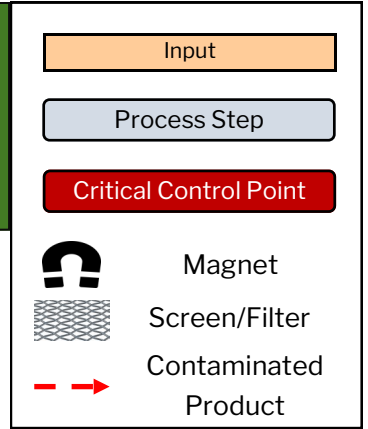 Input
Process Step
Critical Control Point
Magnet
Screen/Filter
Contaminated
Product